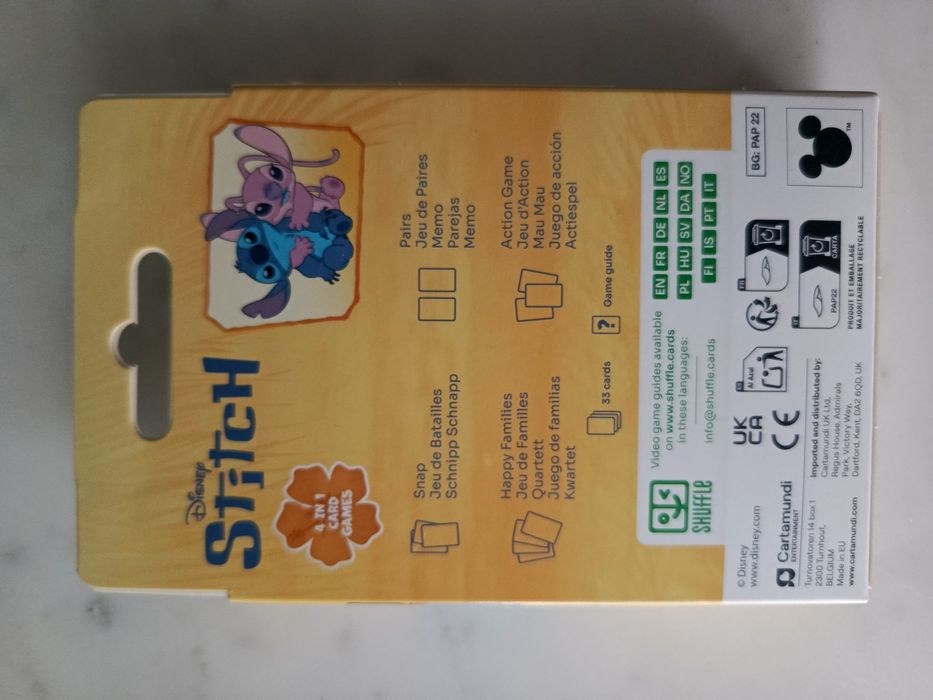 Disney
Stitch
4 IN 1
CARD
GAMES
Snap
Jeu de Batailles
Schnipp Schnapp
Pairs
Jeu de Paires
Memo
Parejas
Memo
Happy Families
Jeu de Familles
Quartett
Juego de familias
Kwartet
Action Game
Jeu d'Action
Mau Mau
Juego de acción
Actiespel
33 cards
? Game guide
SHUFFLE
Video game guides available
on www.shuffle.cards
in these languages:
info@shuffle.cards
EN FR DE NL ES
PL HU SV DA NO
FI IS PT IT
© Disney
www.disney.com
Cartamundi
ENTERTAINMENT
Turnovatoren 14 box 1
2300 Turnhout,
BELGIUM
Made in EU
www.cartamundi.com
UK
CA
CE
Imported and distributed by:
Cartamundi UK Ltd,
Regus House, Admirals
Park, Victory Way,
Dartford, Kent, DA2 6QD, UK
Al Azul
FR
PAP22
CARTA
PRODUIT ET EMBALLAGE
MAJORITAIREMENT RECYCLABLE
BG: PAP 22
TM